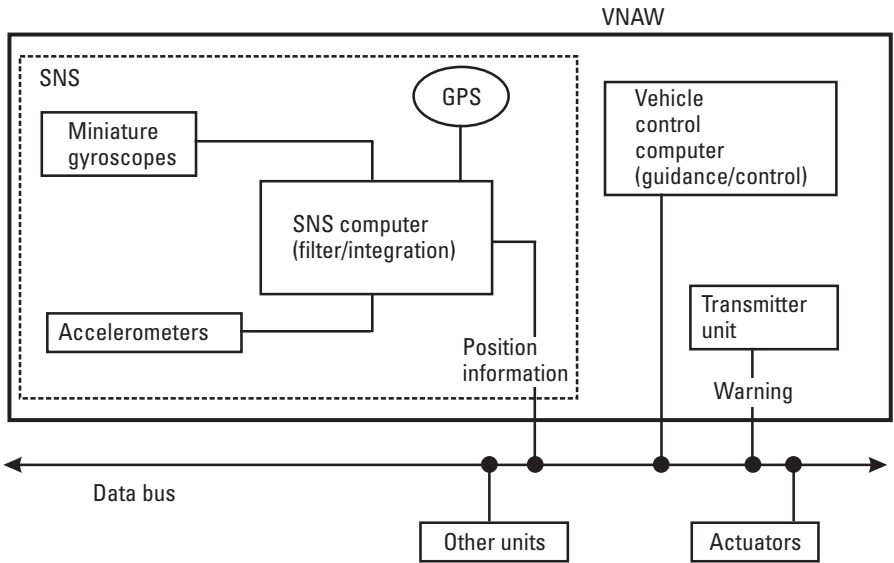 VNAW
SNS
GPS
Miniature
gyroscopes
Vehicle
control
computer
(guidance/control)
SNS computer
(filter/integration)
Transmitter
unit
Accelerometers
Position
information
Warning
Data bus
Other units
Actuators